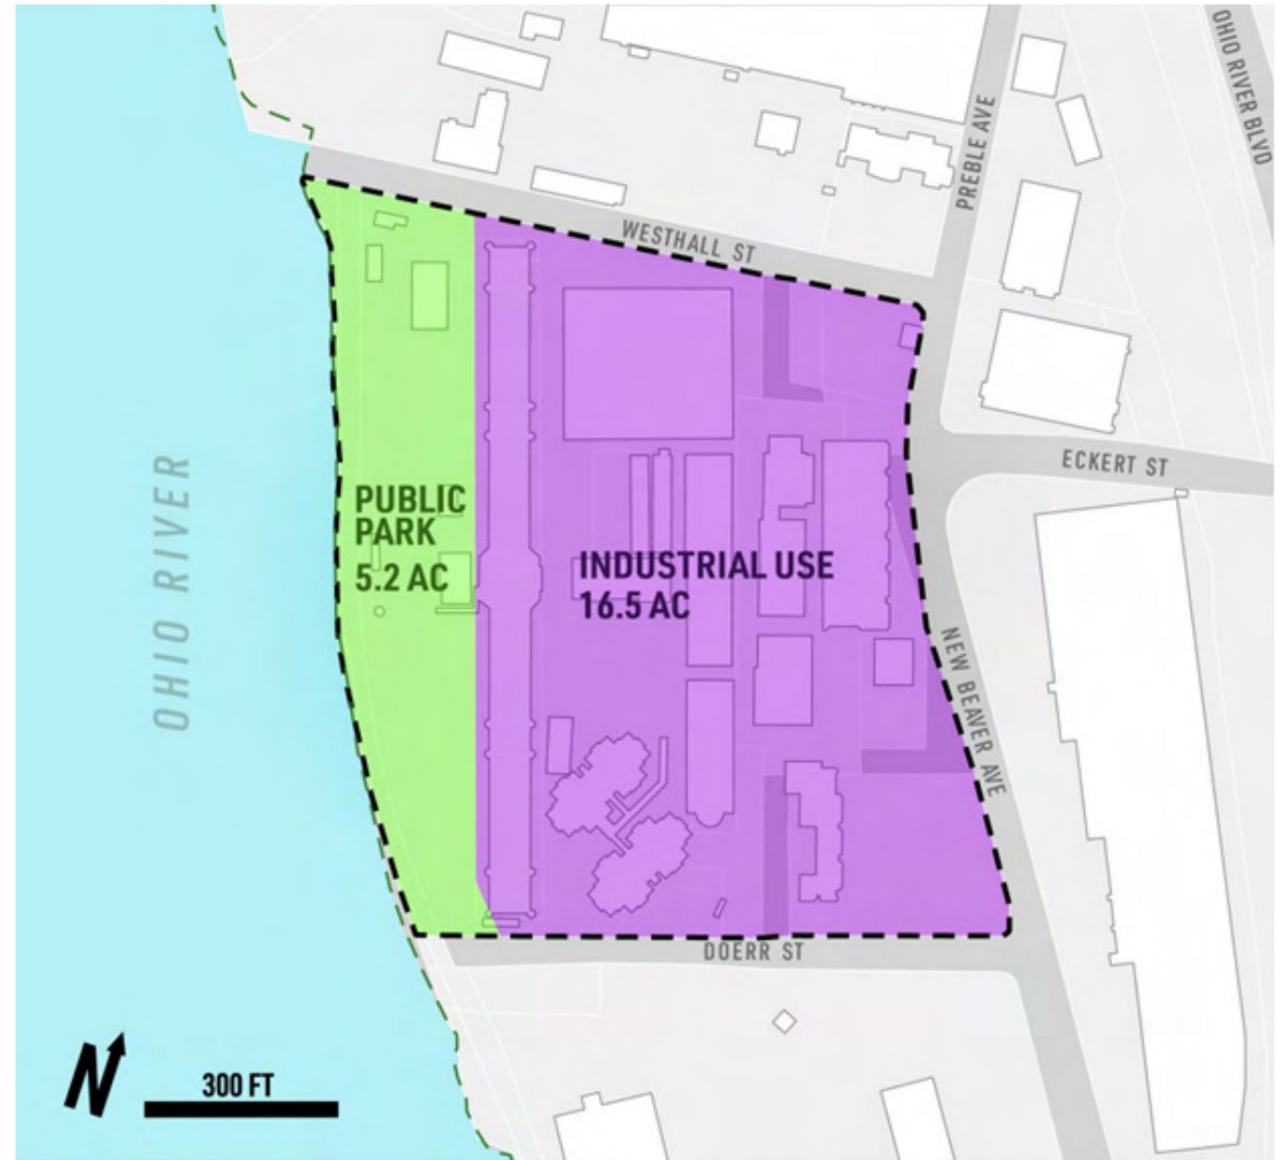 OHIO RIVER BLVD
PREBLE AVE
WESTHALL ST
ECKERT ST
OHIO RIVER
PUBLIC
PARK
5.2 AC
INDUSTRIAL USE
16.5 AC
NEW BEAVER AVE
DOERR ST
N
300 FT